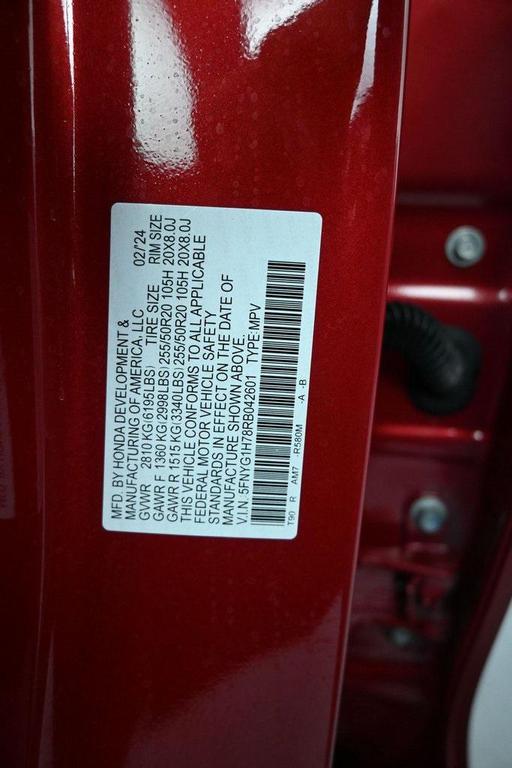 MFD. BY HONDA DEVELOPMENT &
MANUFACTURING OF AMERICA, LLC 02/'24
GVWR 2810 KG(6195LBS) TIRE SIZE RIM SIZE
GAWR F 1360 KG(2998LBS) 255/50R20 105H 20X8.0J
GAWR R 1515 KG(3340LBS) 255/50R20 105H 20X8.0J
THIS VEHICLE CONFORMS TO ALL APPLICABLE
FEDERAL MOTOR VEHICLE SAFETY
STANDARDS IN EFFECT ON THE DATE OF
MANUFACTURE SHOWN ABOVE.
V.I.N. 5FNYG1H78RB042601 TYPE:MPV
T90 R AM7 -R580M -A -B